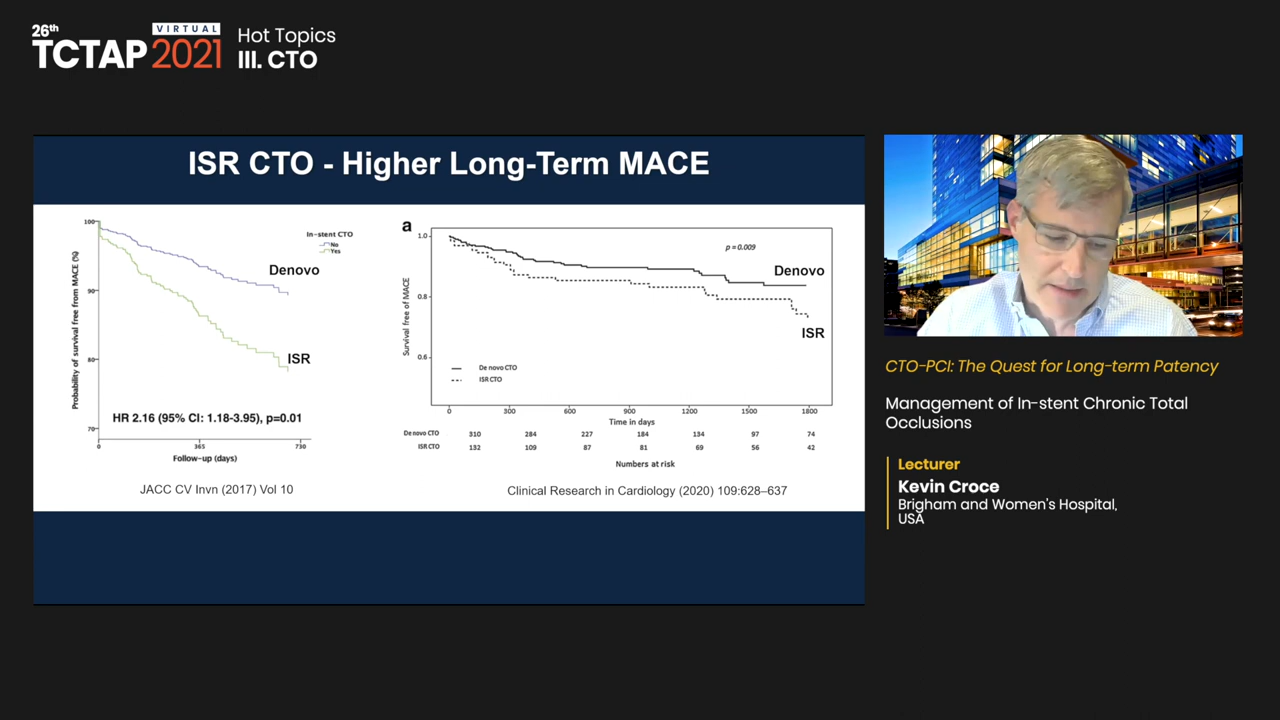 26th
VIRTUAL
TCTAP 2021
Hot Topics
III. CTO
ISR CTO - Higher Long-Term MACE
100
90
80
70
Probability of survival free from MACE (%)
In-stent CTO
No
Yes
Denovo
ISR
HR 2.16 (95% CI: 1.18-3.95), p=0.01
0
365
730
Follow-up (days)
JACC CV Invn (2017) Vol 10
a
1.0
0.8
0.6
Survival free of MACE
p = 0.009
Denovo
ISR
De novo CTO
ISR CTO
0 300 600 900 1200 1500 1800
Time in days
De novo CTO 310 284 227 184 134 97 74
ISR CTO 132 109 87 81 69 56 42
Numbers at risk
Clinical Research in Cardiology (2020) 109:628–637
CTO-PCI: The Quest for Long-term Patency
Management of In-stent Chronic Total
Occlusions
Lecturer
Kevin Croce
Brigham and Women's Hospital,
USA